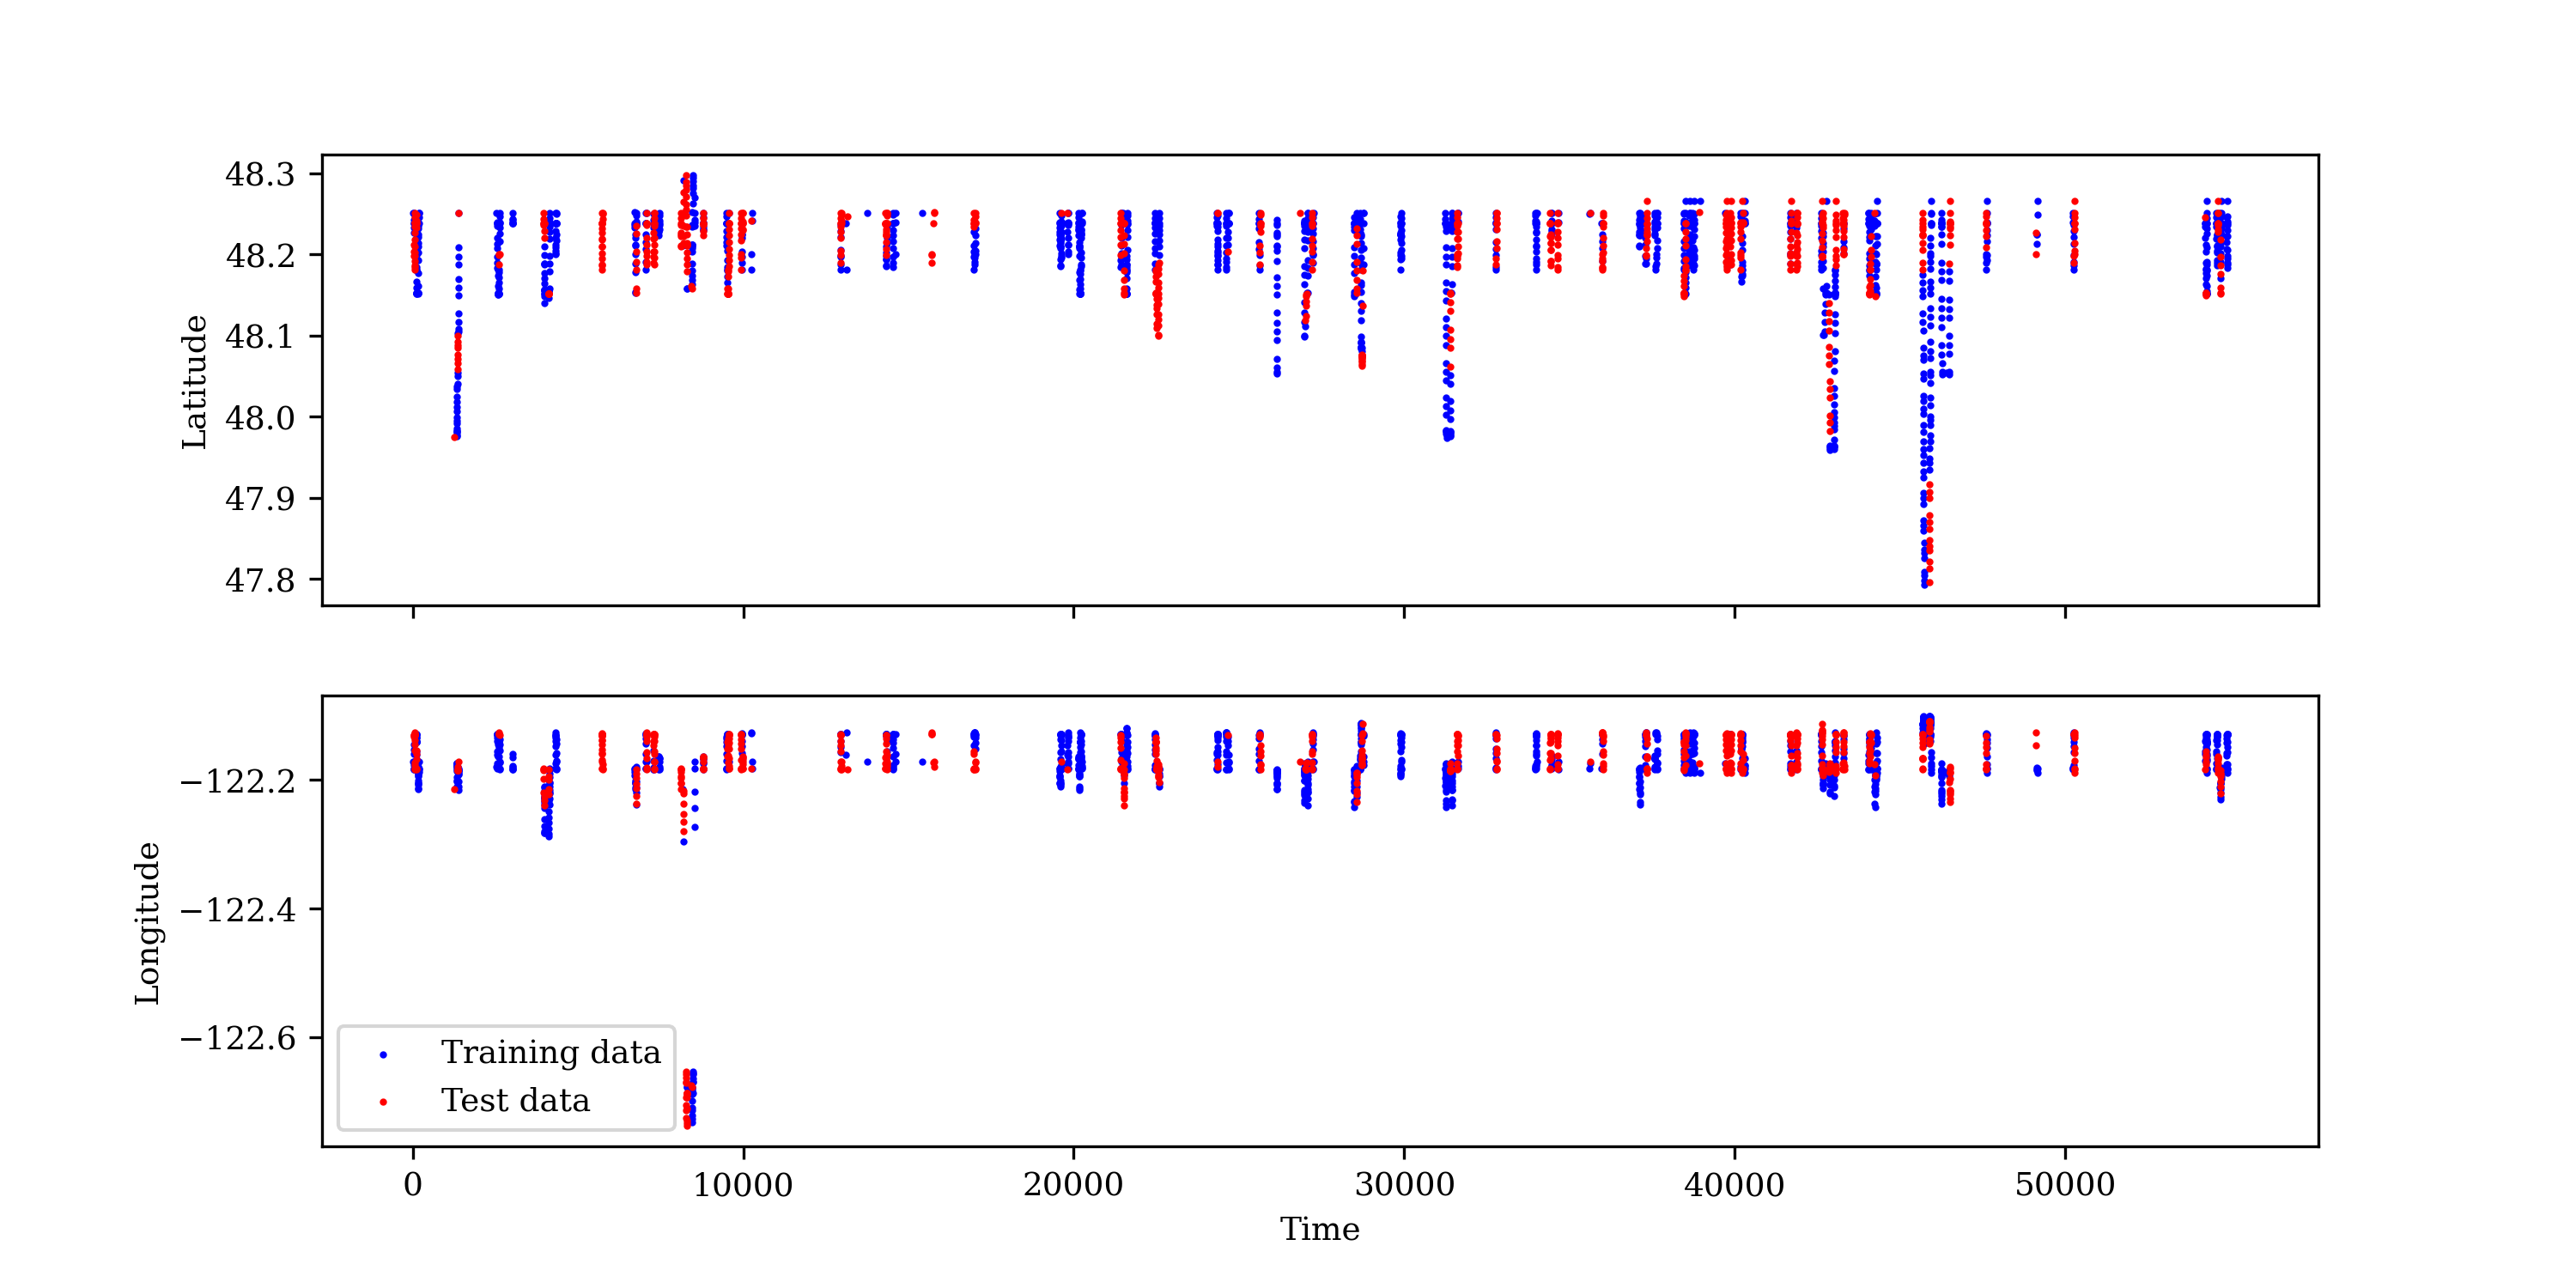 48.3
48.2
48.1
48.0
47.9
47.8
Latitude
−122.2
−122.4
−122.6
Longitude
Training data
Test data
0 10000 20000 30000 40000 50000
Time